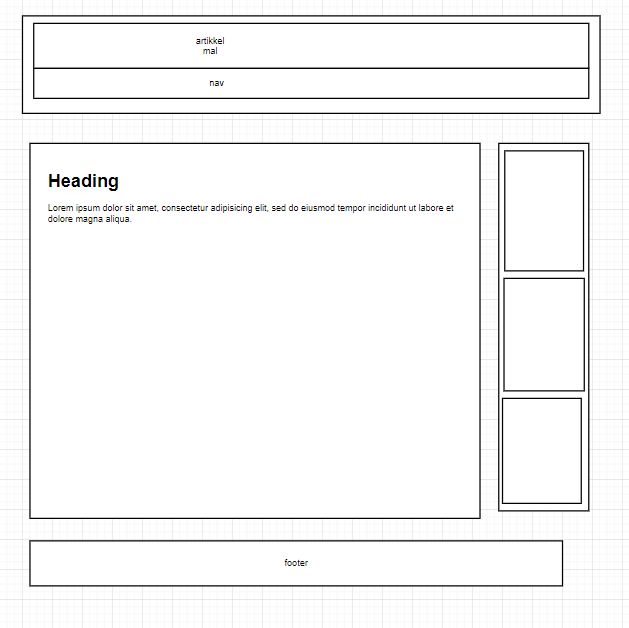 artikkel
mal
nav
Heading
Lorem ipsum dolor sit amet, consectetur adipisicing elit, sed do eiusmod tempor incididunt ut labore et
dolore magna aliqua.
footer